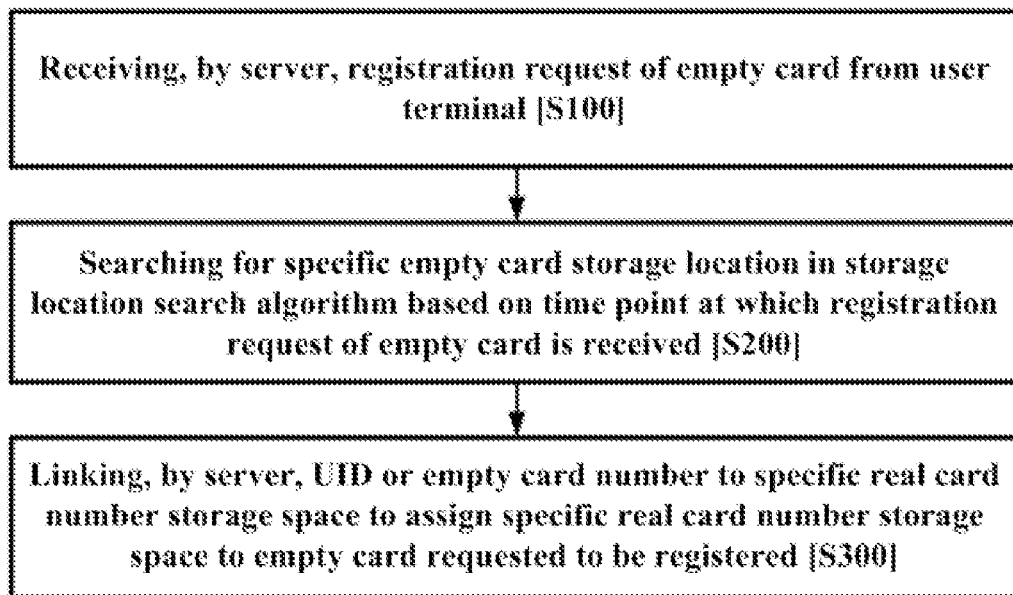 Receiving, by server, registration request of empty card from user
terminal [S100]
Searching for specific empty card storage location in storage
location search algorithm based on time point at which registration
request of empty card is received [S200]
Linking, by server, UID or empty card number to specific real card
number storage space to assign specific real card number storage
space to empty card requested to be registered [S300]